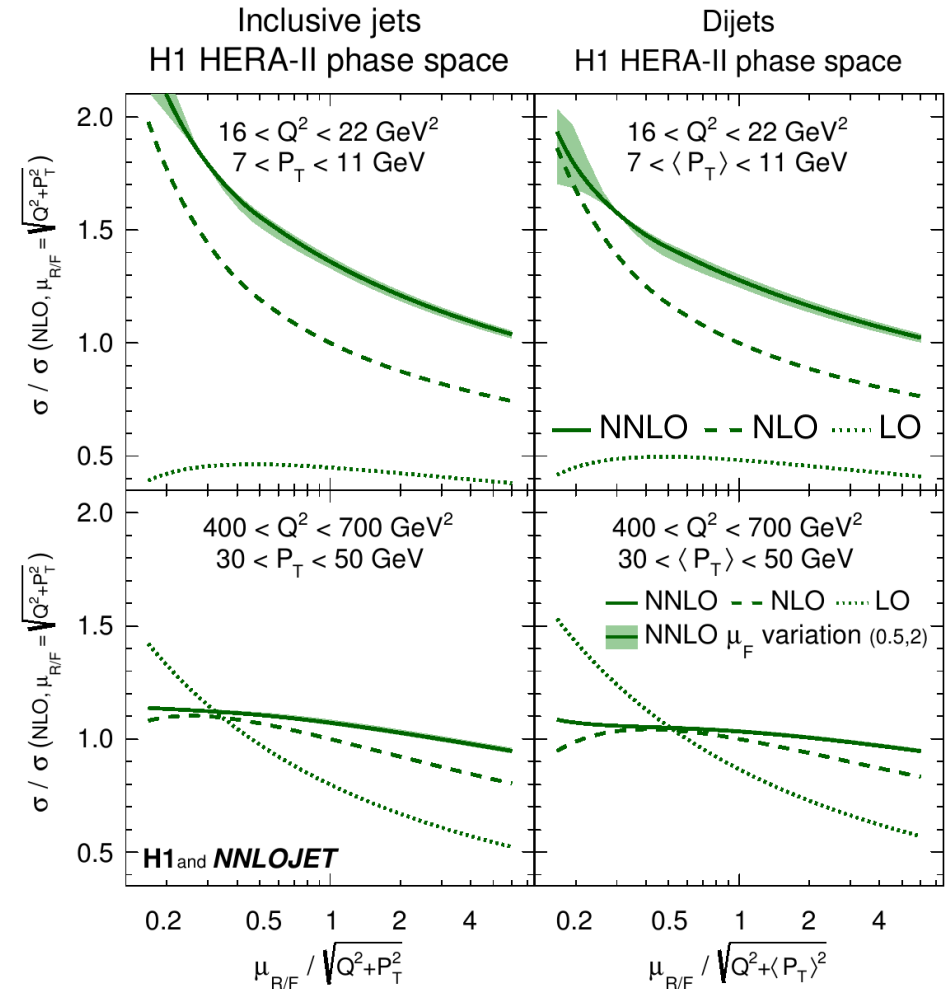 Inclusive jets
H1 HERA-II phase space
Dijets
H1 HERA-II phase space
σ / σ (NLO, μ_R/F = √Q²+P_T²)
2.0
1.5
1.0
0.5
16 < Q² < 22 GeV²
7 < P_T < 11 GeV
16 < Q² < 22 GeV²
7 < ⟨P_T⟩ < 11 GeV
NNLO NLO LO
σ / σ (NLO, μ_R/F = √Q²+P_T²)
2.0
1.5
1.0
0.5
400 < Q² < 700 GeV²
30 < P_T < 50 GeV
H1 and NNLOJET
400 < Q² < 700 GeV²
30 < ⟨P_T⟩ < 50 GeV
NNLO NLO LO
NNLO μ_F variation (0.5,2)
0.2 0.5 1 2 4
0.2 0.5 1 2 4
μ_R/F / √Q²+P_T²
μ_R/F / √Q²+⟨P_T⟩²